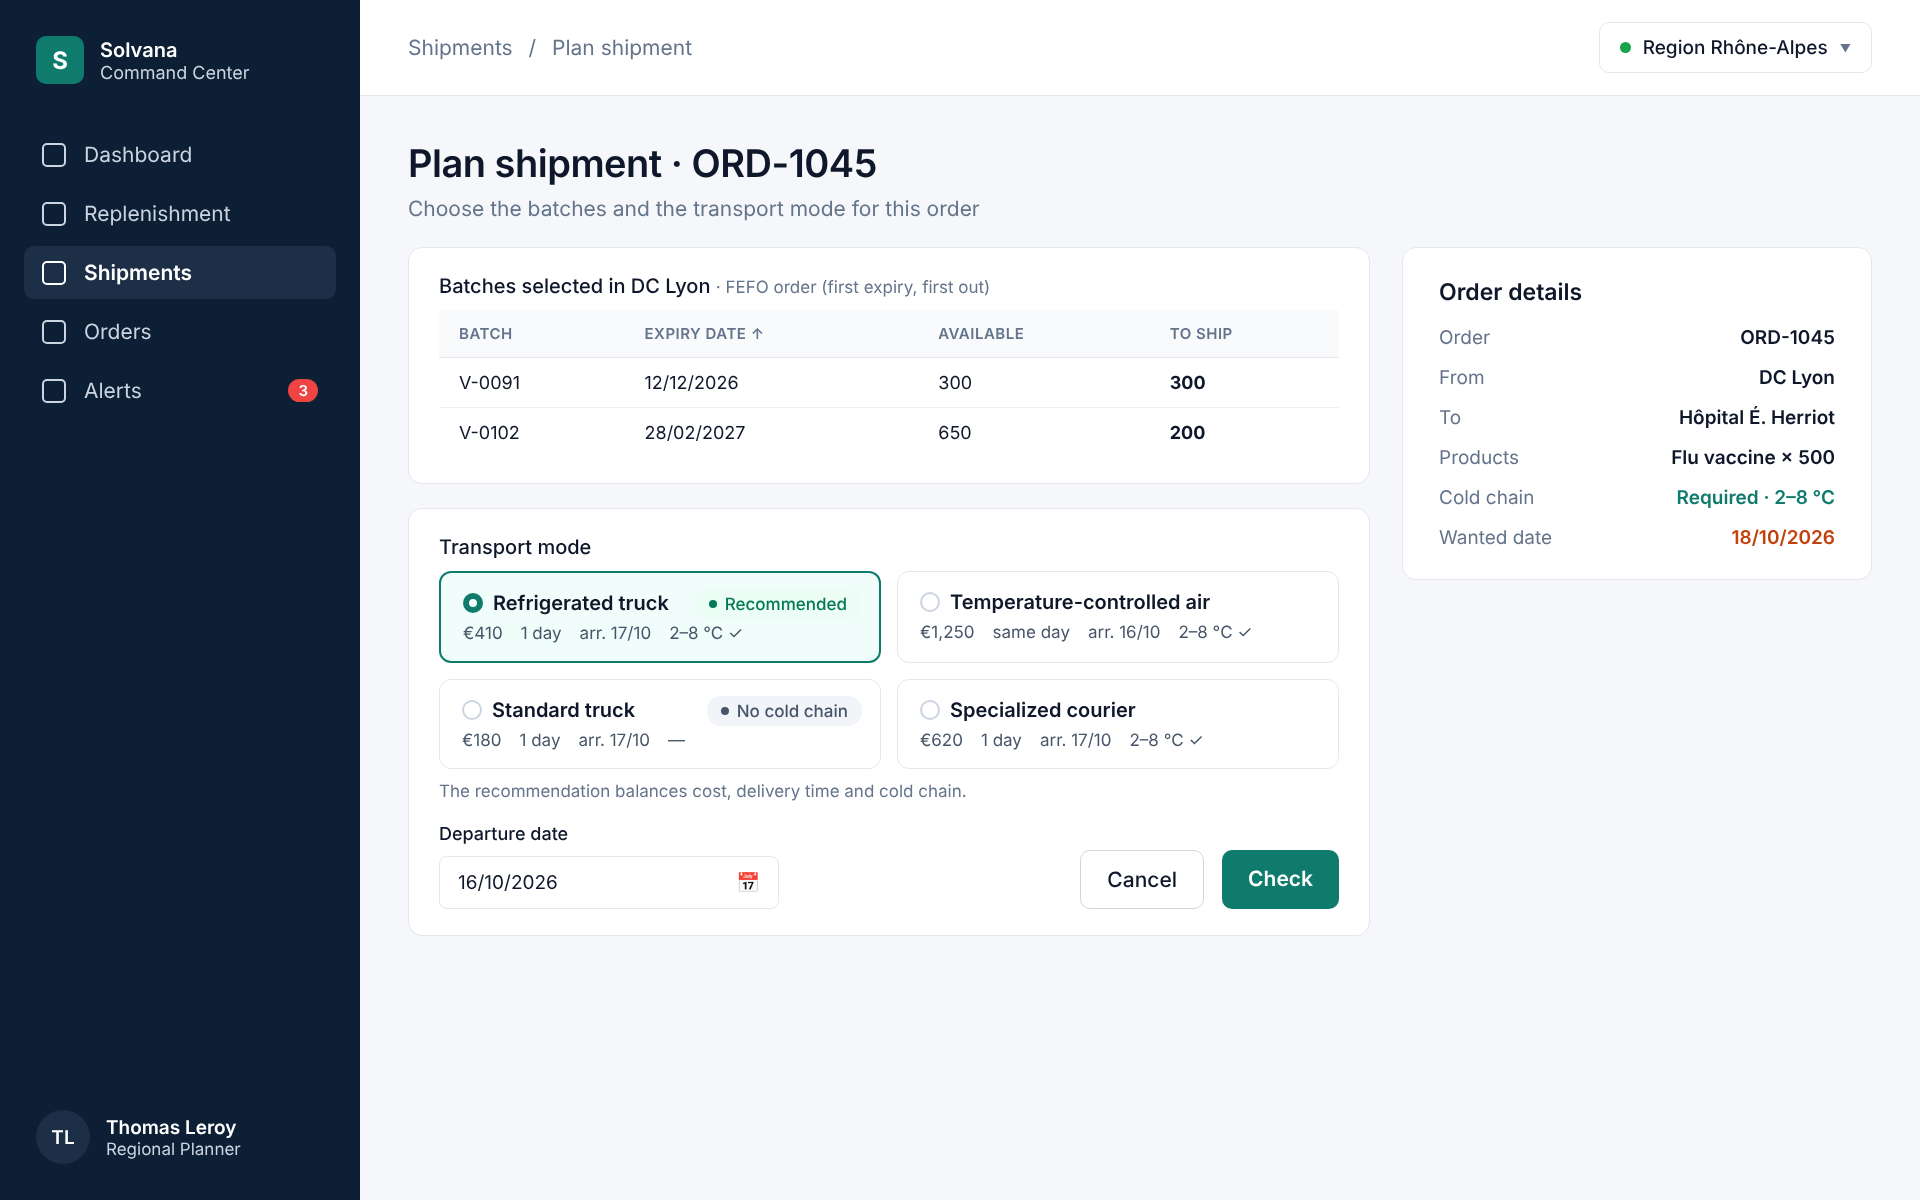 S
Solvana
Command Center
Dashboard
Replenishment
Shipments
Orders
Alerts 3
TL
Thomas Leroy
Regional Planner
Shipments / Plan shipment
Region Rhône-Alpes ▼
Plan shipment · ORD-1045
Choose the batches and the transport mode for this order
Batches selected in DC Lyon · FEFO order (first expiry, first out)
BATCH EXPIRY DATE ↑ AVAILABLE TO SHIP
V-0091 12/12/2026 300 300
V-0102 28/02/2027 650 200
Transport mode
Refrigerated truck • Recommended
€410 1 day arr. 17/10 2–8 °C ✓
Temperature-controlled air
€1,250 same day arr. 16/10 2–8 °C ✓
Standard truck • No cold chain
€180 1 day arr. 17/10 —
Specialized courier
€620 1 day arr. 17/10 2–8 °C ✓
The recommendation balances cost, delivery time and cold chain.
Departure date
16/10/2026 📅
Cancel
Check
Order details
Order ORD-1045
From DC Lyon
To Hôpital É. Herriot
Products Flu vaccine × 500
Cold chain Required · 2–8 °C
Wanted date 18/10/2026